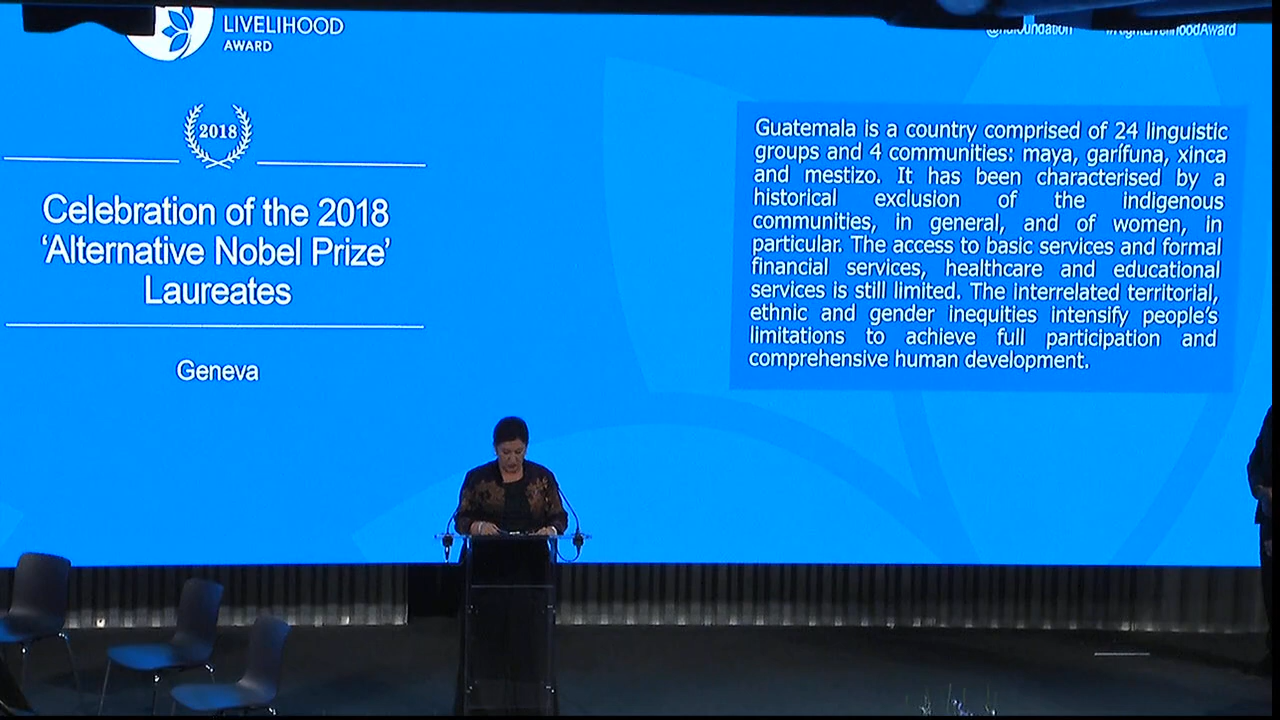 LIVELIHOOD
AWARD
#RightLivelihoodAward
2018
Celebration of the 2018
‘Alternative Nobel Prize’
Laureates
Geneva
Guatemala is a country comprised of 24 linguistic
groups and 4 communities: maya, garífuna, xinca
and mestizo. It has been characterised by a
historical exclusion of the indigenous
communities, in general, and of women, in
particular. The access to basic services and formal
financial services, healthcare and educational
services is still limited. The interrelated territorial,
ethnic and gender inequities intensify people’s
limitations to achieve full participation and
comprehensive human development.